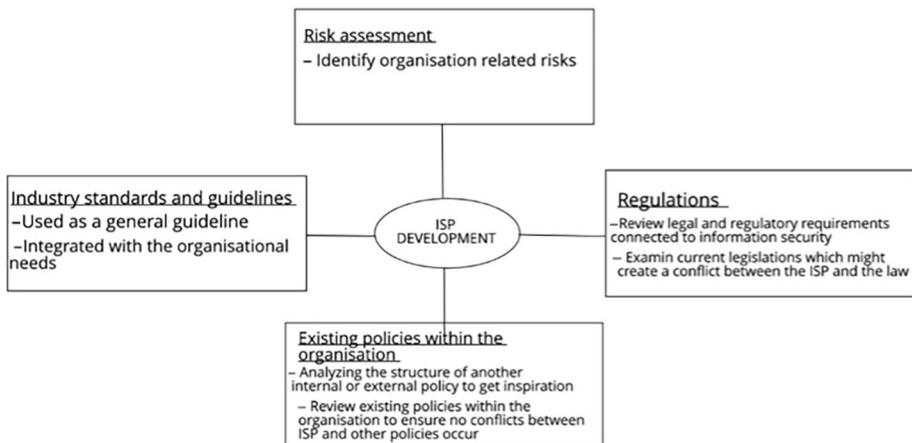 Risk assessment
– Identify organisation related risks
Industry standards and guidelines
–Used as a general guideline
–Integrated with the organisational
needs
ISP
DEVELOPMENT
Regulations
–Review legal and regulatory requirements
connected to information security
– Examin current legislations which might
create a conflict between the ISP and the law
Existing policies within the
organisation
– Analyzing the structure of another
internal or external policy to get inspiration
– Review existing policies within the
organisation to ensure no conflicts between
ISP and other policies occur